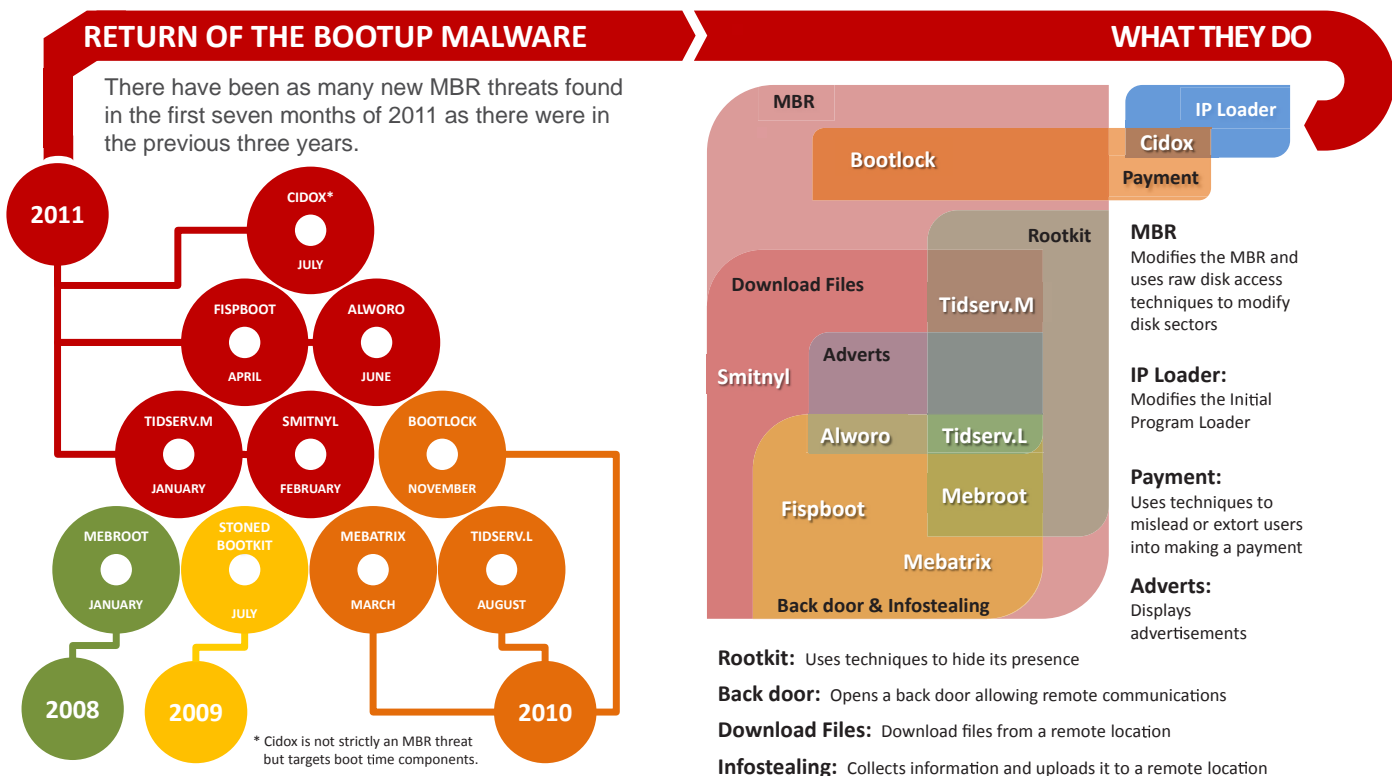 RETURN OF THE BOOTUP MALWARE
There have been as many new MBR threats found
in the first seven months of 2011 as there were in
the previous three years.
2011
CIDOX*
JULY
FISPBOOT
APRIL
ALWORO
JUNE
TIDSERV.M
JANUARY
SMITNYL
FEBRUARY
BOOTLOCK
NOVEMBER
MEBROOT
JANUARY
STONED
BOOTKIT
JULY
MEBATRIX
MARCH
TIDSERV.L
AUGUST
2008
2009
2010
* Cidox is not strictly an MBR threat
but targets boot time components.
WHAT THEY DO
MBR
IP Loader
Cidox
Bootlock
Payment
Rootkit
Download Files
Tidserv.M
Adverts
Smitnyl
Alworo
Tidserv.L
Fispboot
Mebroot
Mebatrix
Back door & Infostealing
MBR
Modifies the MBR and
uses raw disk access
techniques to modify
disk sectors
IP Loader:
Modifies the Initial
Program Loader
Payment:
Uses techniques to
mislead or extort users
into making a payment
Adverts:
Displays
advertisements
Rootkit: Uses techniques to hide its presence
Back door: Opens a back door allowing remote communications
Download Files: Download files from a remote location
Infostealing: Collects information and uploads it to a remote location